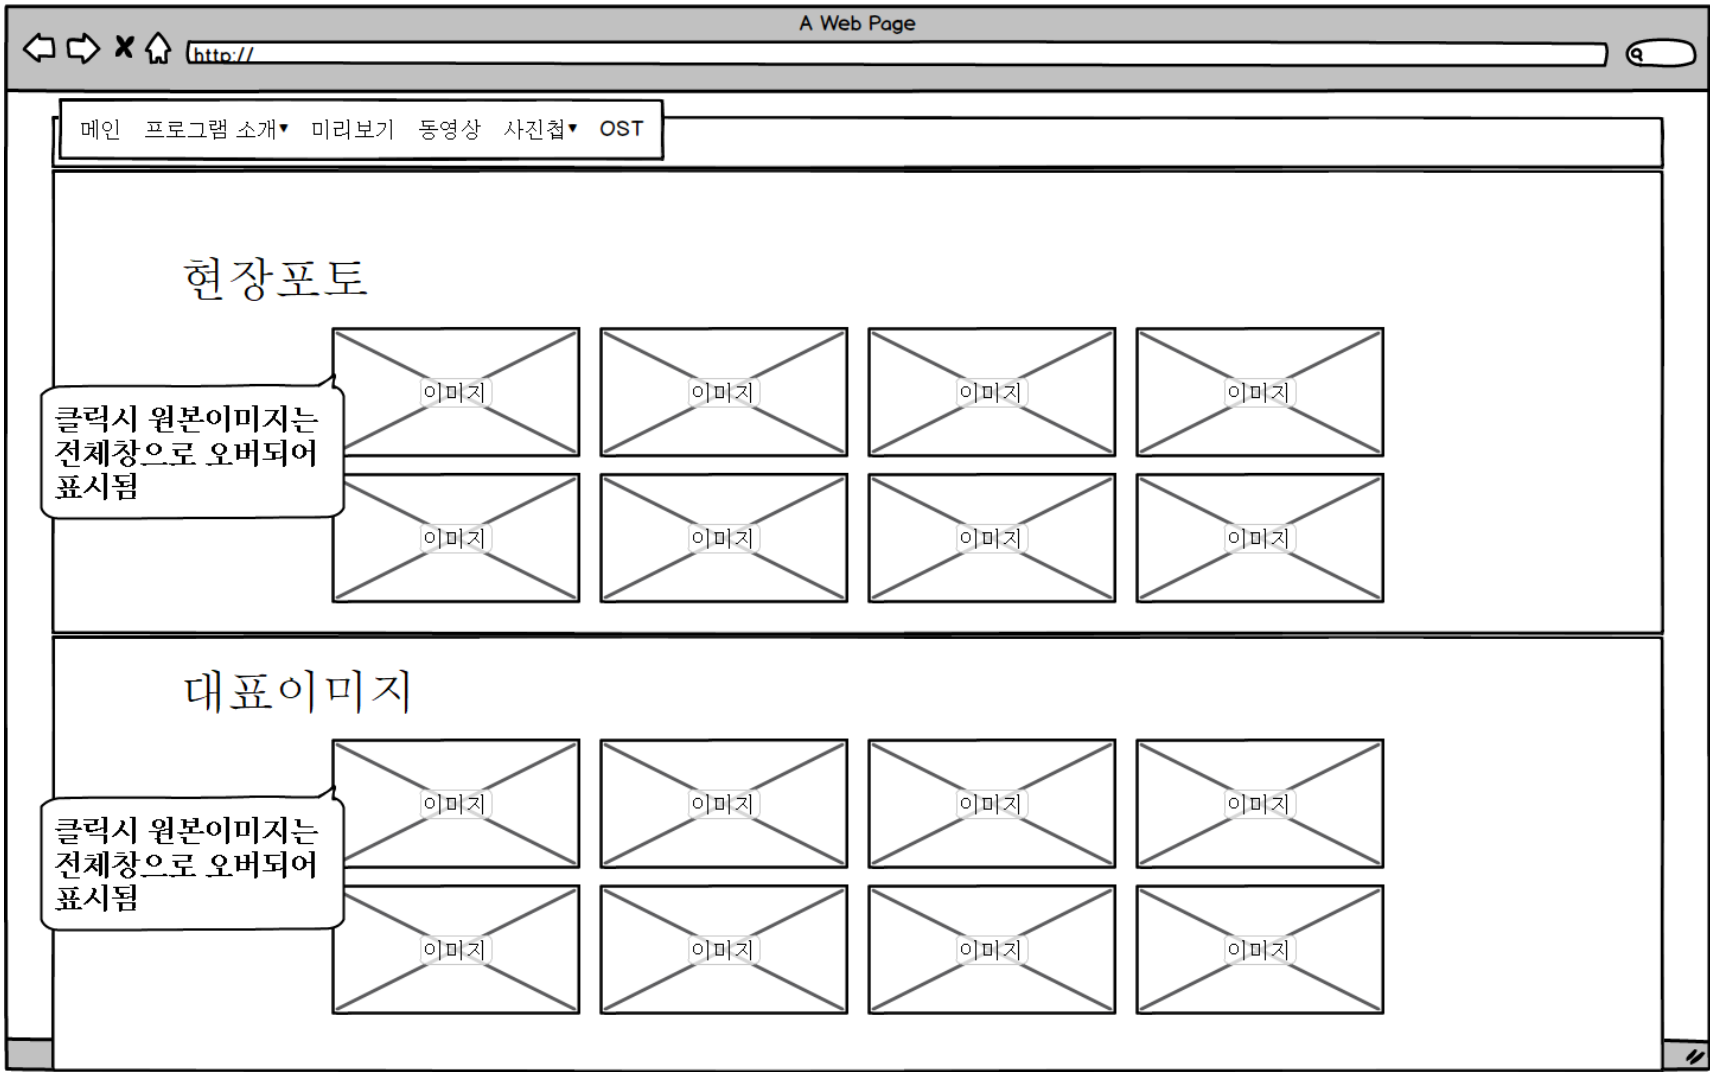 A Web Page
http://
메인 프로그램 소개▾ 미리보기 동영상 사진첩▾ OST
현장포토
이미지 이미지 이미지 이미지
클릭시 원본이미지는
전체창으로 오버되어
표시됨
이미지 이미지 이미지 이미지
대표이미지
이미지 이미지 이미지 이미지
클릭시 원본이미지는
전체창으로 오버되어
표시됨
이미지 이미지 이미지 이미지